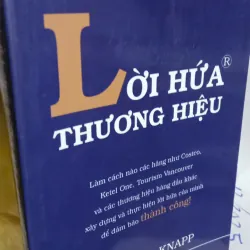 LỜI HỨA®
THƯƠNG HIỆU
Làm cách nào các hãng như Costco,
Ketel One, Tourism Vancouver
và các thương hiệu hàng đầu khác
xây dựng và thực hiện lời hứa của mình
để đảm bảo thành công!
KNAPP